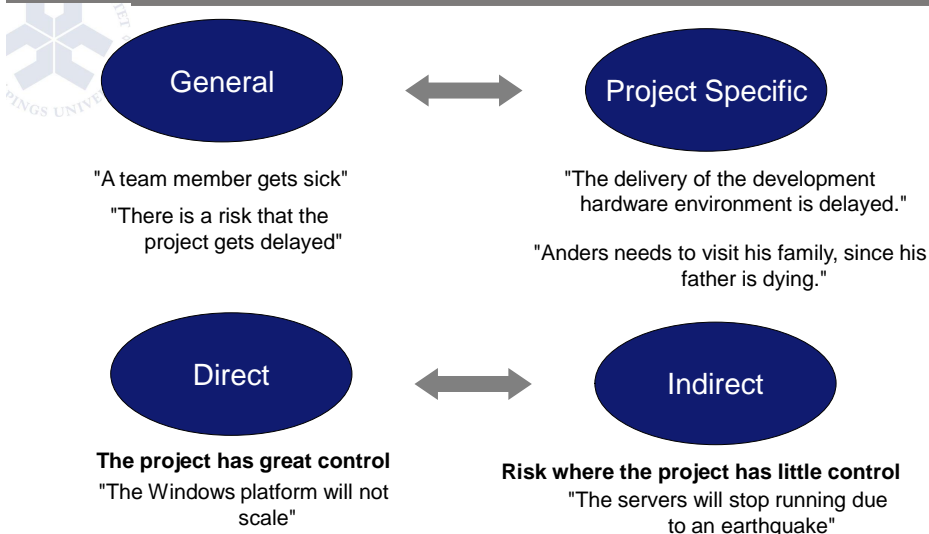 General
Project Specific
"A team member gets sick"
"There is a risk that the
project gets delayed"
"The delivery of the development
hardware environment is delayed."
"Anders needs to visit his family, since his
father is dying."
Direct
Indirect
The project has great control
"The Windows platform will not
scale"
Risk where the project has little control
"The servers will stop running due
to an earthquake"